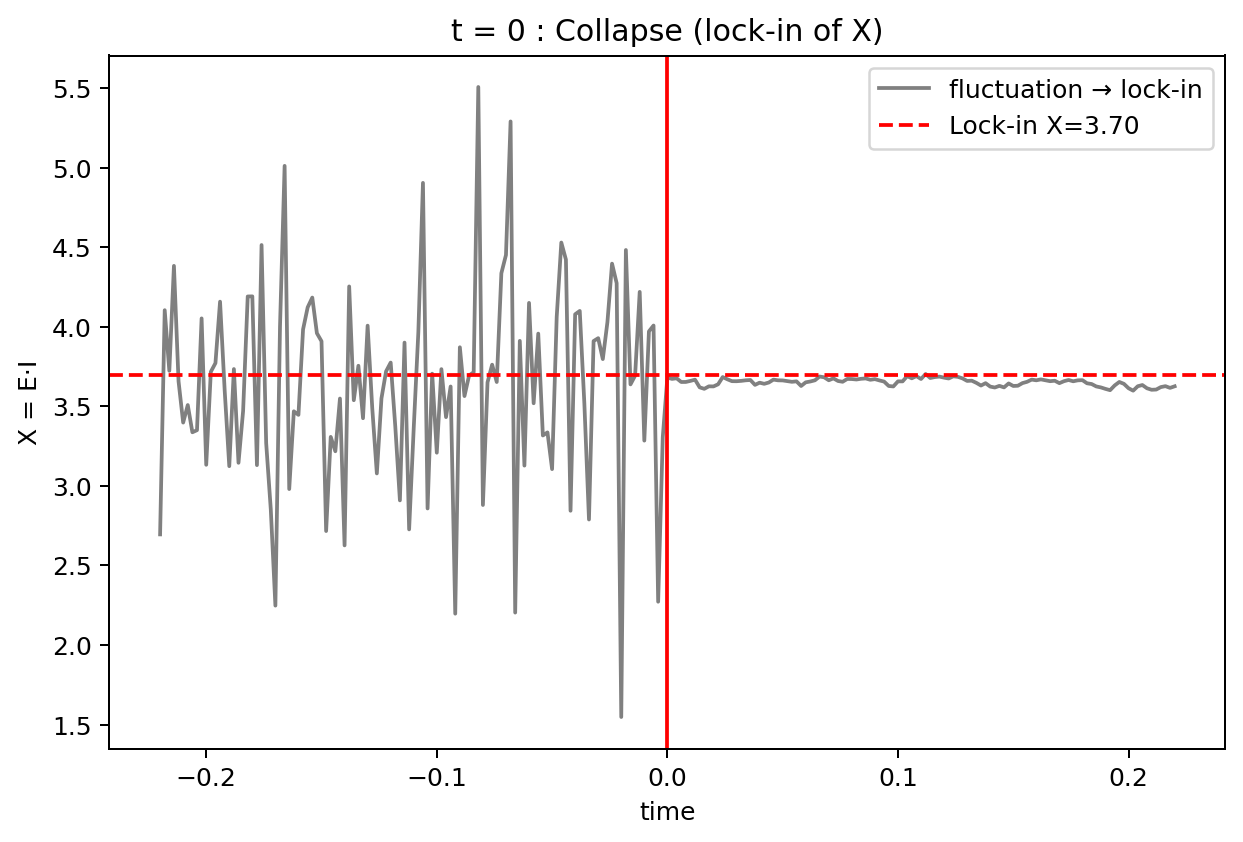 t = 0 : Collapse (lock-in of X)
fluctuation → lock-in
Lock-in X=3.70
X = E·I
5.5
5.0
4.5
4.0
3.5
3.0
2.5
2.0
1.5
−0.2 −0.1 0.0 0.1 0.2
time